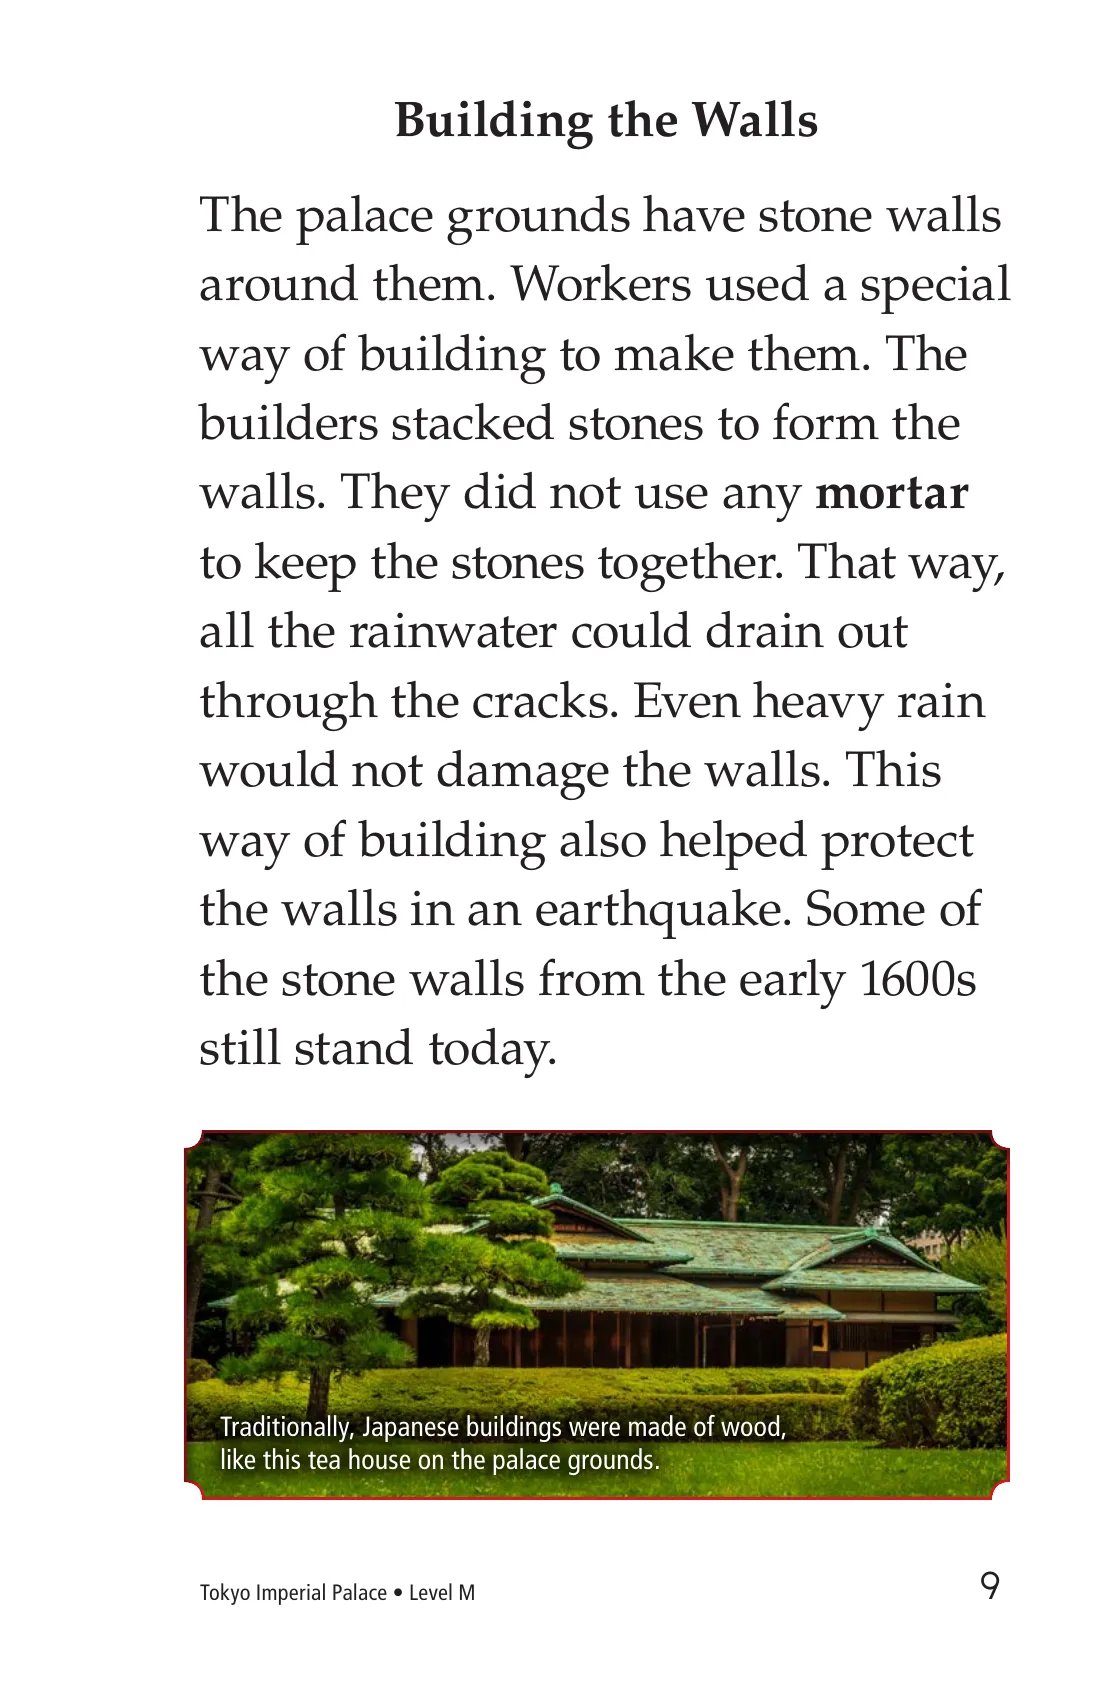 Building the Walls
The palace grounds have stone walls
around them. Workers used a special
way of building to make them. The
builders stacked stones to form the
walls. They did not use any mortar
to keep the stones together. That way,
all the rainwater could drain out
through the cracks. Even heavy rain
would not damage the walls. This
way of building also helped protect
the walls in an earthquake. Some of
the stone walls from the early 1600s
still stand today.
Traditionally, Japanese buildings were made of wood,
like this tea house on the palace grounds.
Tokyo Imperial Palace • Level M
9